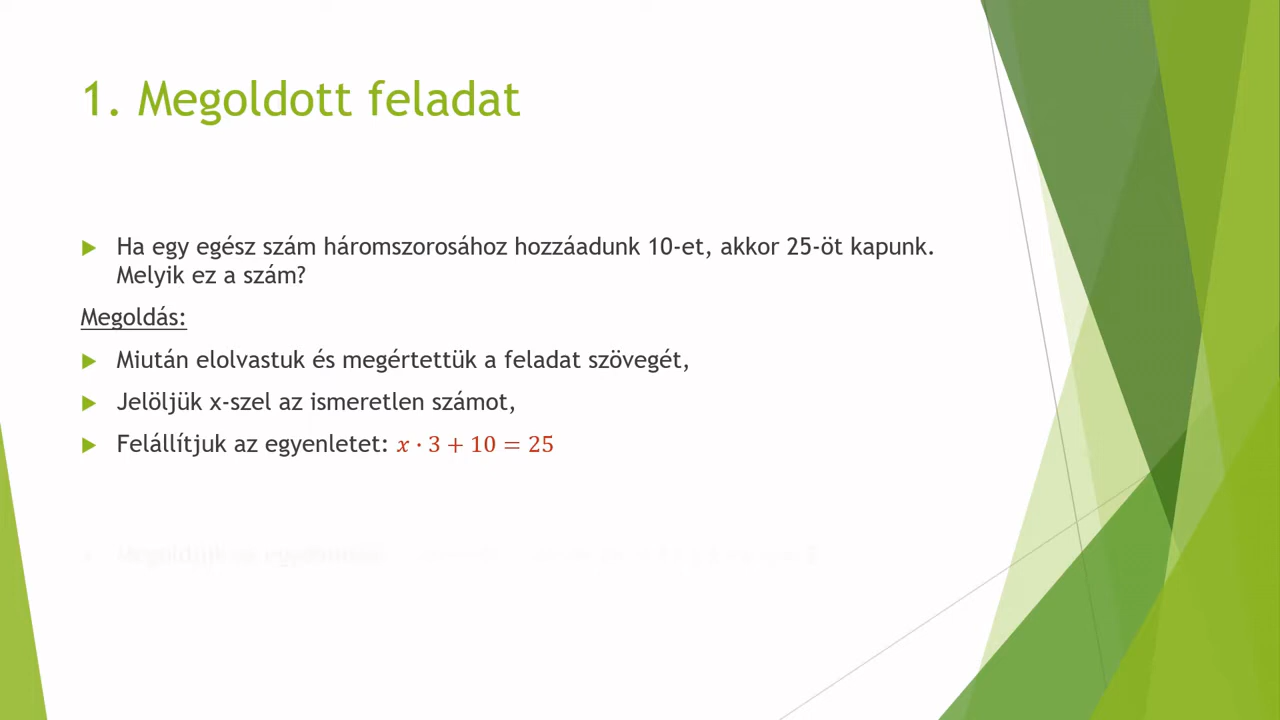 1. Megoldott feladat
Ha egy egész szám háromszorosához hozzáadunk 10-et, akkor 25-öt kapunk.
Melyik ez a szám?
Megoldás:
Miután elolvastuk és megértettük a feladat szövegét,
Jelöljük x-szel az ismeretlen számot,
Felállítjuk az egyenletet: x · 3 + 10 = 25